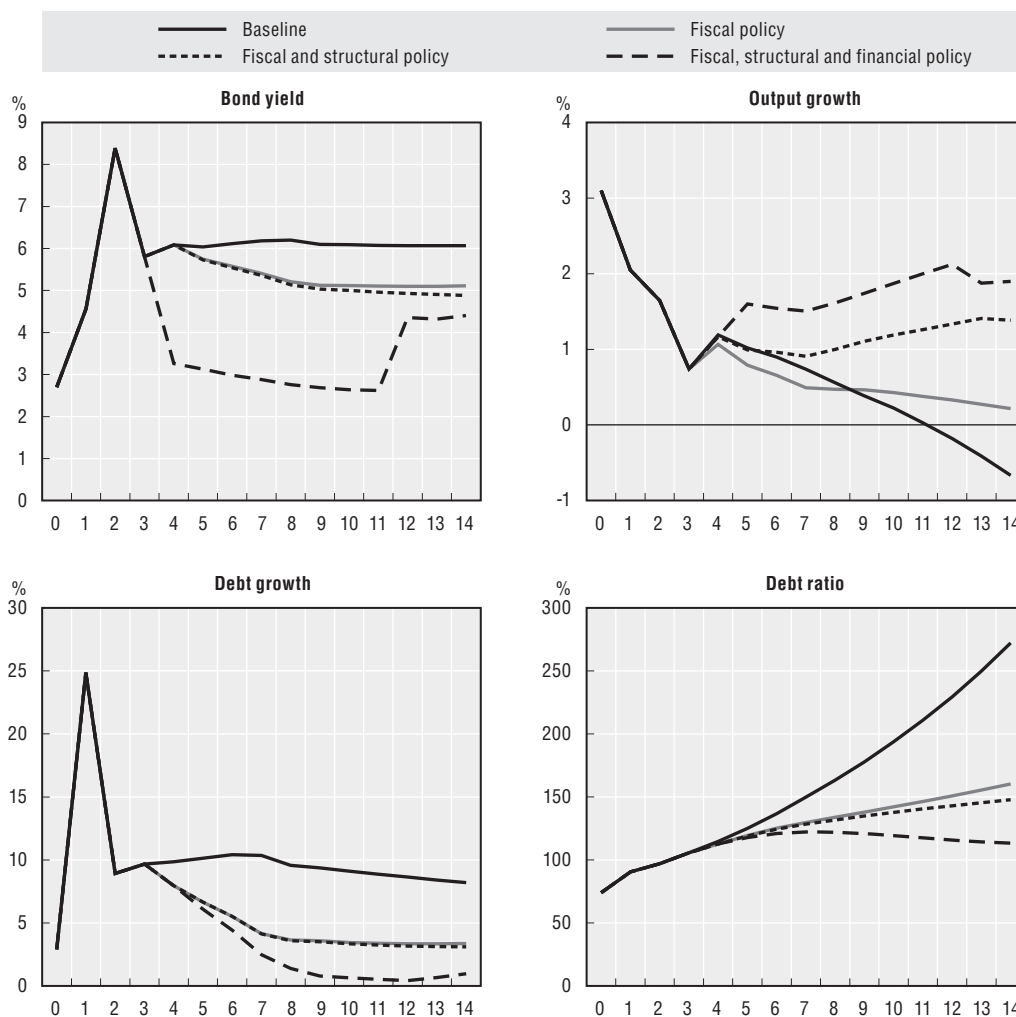 Baseline
Fiscal policy
Fiscal and structural policy
Fiscal, structural and financial policy
Bond yield
%
9
8
7
6
5
4
3
2
1
0
0 1 2 3 4 5 6 7 8 9 10 11 12 13 14
Output growth
%
4
3
2
1
0
-1
0 1 2 3 4 5 6 7 8 9 10 11 12 13 14
Debt growth
%
30
25
20
15
10
5
0
0 1 2 3 4 5 6 7 8 9 10 11 12 13 14
Debt ratio
%
300
250
200
150
100
50
0
0 1 2 3 4 5 6 7 8 9 10 11 12 13 14